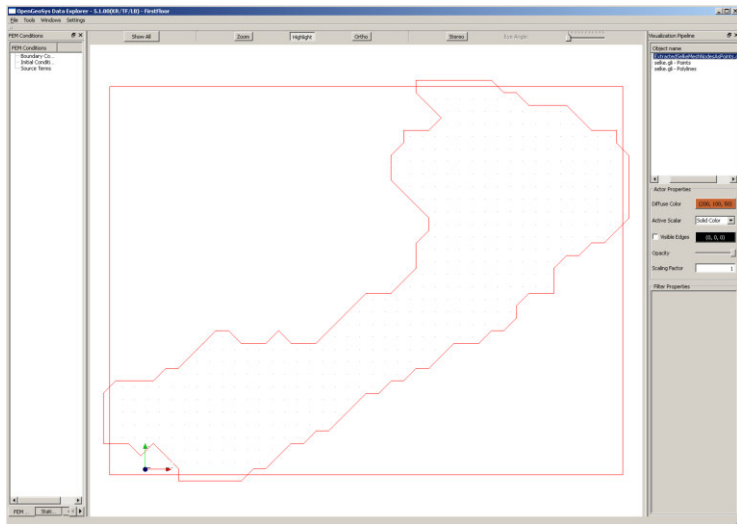 OpenGeoSys Data Explorer - 5.1.00(KR/TF/LB) - FirstFloor
File Tools Windows Settings
FEM Conditions
FEM Conditions
Boundary Co...
Initial Conditi...
Source Terms
Show All Zoom Highlight Ortho Stereo Eye Angle:
Visualization Pipeline
Object name
ExtractedSelkeMeshNodesAsPoints.
selke.gli - Points
selke.gli - Polylines
Actor Properties
Diffuse Color (200, 100, 50)
Active Scalar Solid Color
Visible Edges (0, 0, 0)
Opacity
Scaling Factor 1
Filter Properties
FEM ... Stati...